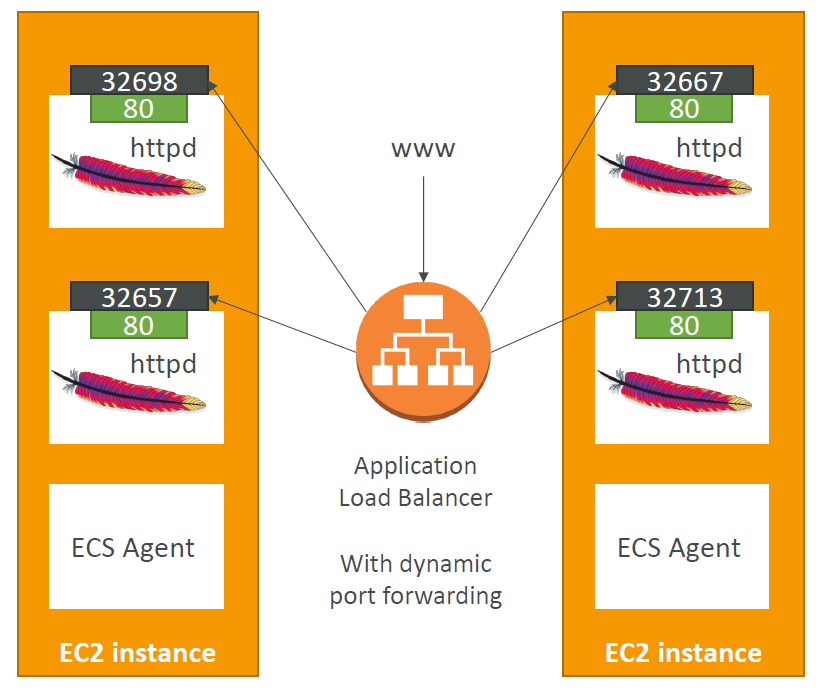 32698
80
httpd
32657
80
httpd
ECS Agent
EC2 instance
www
Application
Load Balancer
With dynamic
port forwarding
32667
80
httpd
32713
80
httpd
ECS Agent
EC2 instance